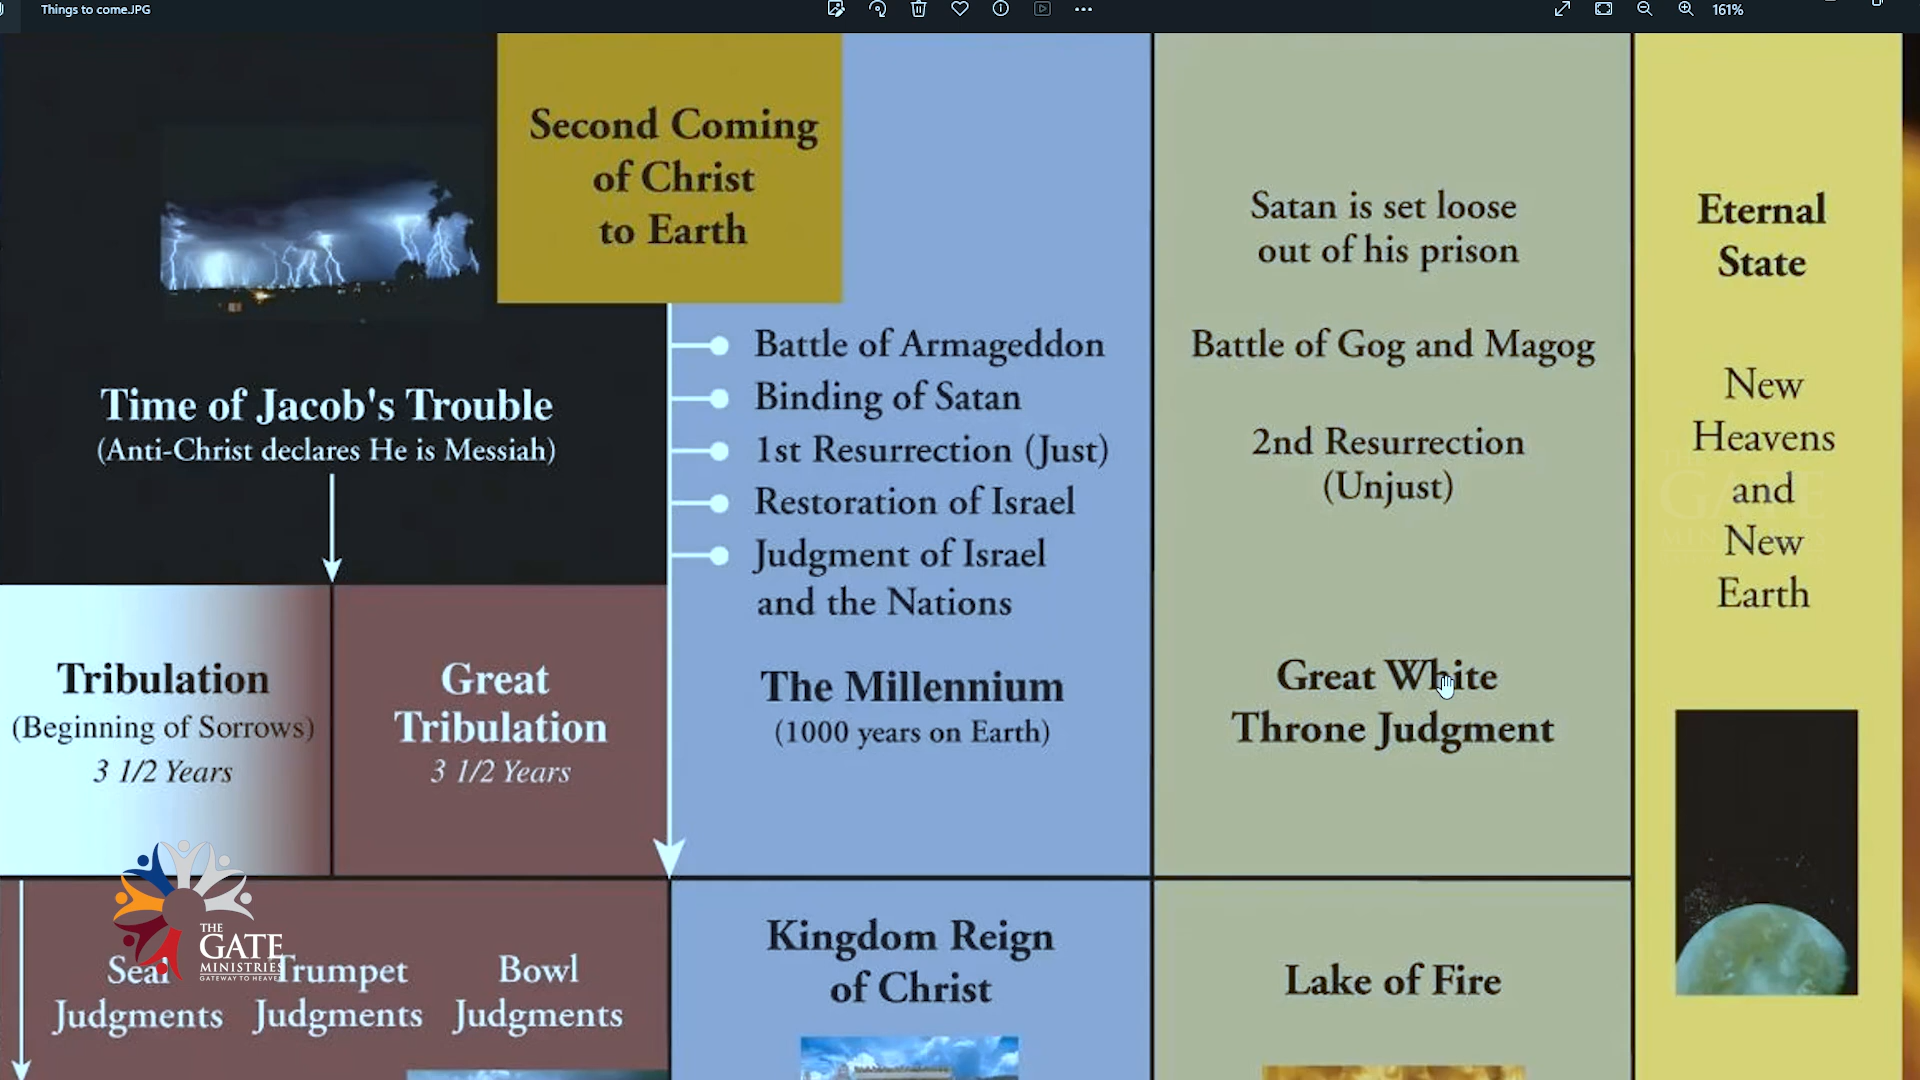 Things to come.JPG
161%
Second Coming
of Christ
to Earth
Time of Jacob's Trouble
(Anti-Christ declares He is Messiah)
Tribulation
(Beginning of Sorrows)
3 1/2 Years
Great
Tribulation
3 1/2 Years
Battle of Armageddon
Binding of Satan
1st Resurrection (Just)
Restoration of Israel
Judgment of Israel
and the Nations
The Millennium
(1000 years on Earth)
Satan is set loose
out of his prison
Battle of Gog and Magog
2nd Resurrection
(Unjust)
Great White
Throne Judgment
Eternal
State
New
Heavens
and
New
Earth
THE
GATE
MINISTRIES
GATEWAY TO HEAVEN
Seal
Judgments
Trumpet
Judgments
Bowl
Judgments
Kingdom Reign
of Christ
Lake of Fire